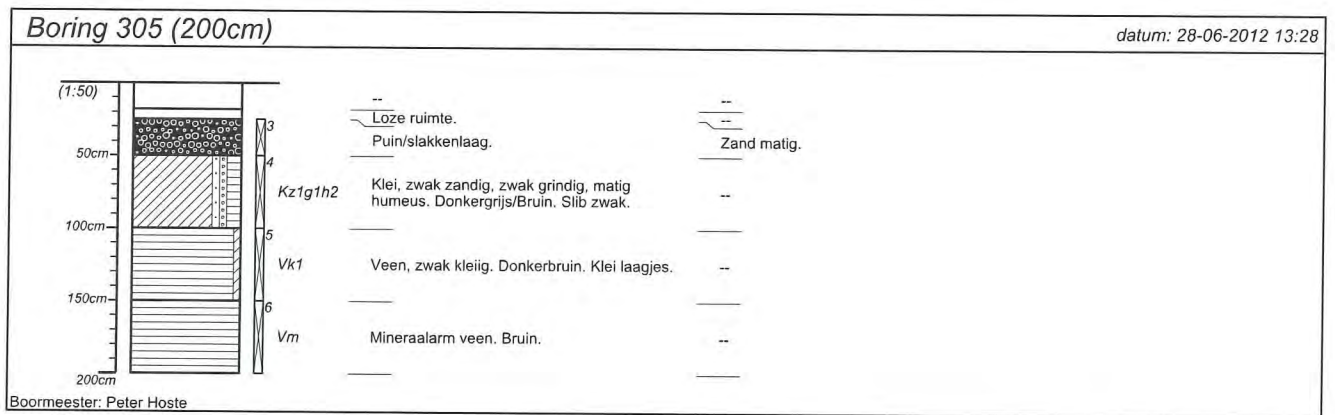 Boring 305 (200cm)
datum: 28-06-2012 13:28
(1:50)
-- --
Loze ruimte. --
3
Puin/slakkenlaag. Zand matig.
50cm
4
Kz1g1h2 Klei, zwak zandig, zwak grindig, matig
humeus. Donkergrijs/Bruin. Slib zwak. --
100cm
5
Vk1 Veen, zwak kleiig. Donkerbruin. Klei laagjes. --
150cm
6
Vm Mineraalarm veen. Bruin. --
200cm
Boormeester: Peter Hoste